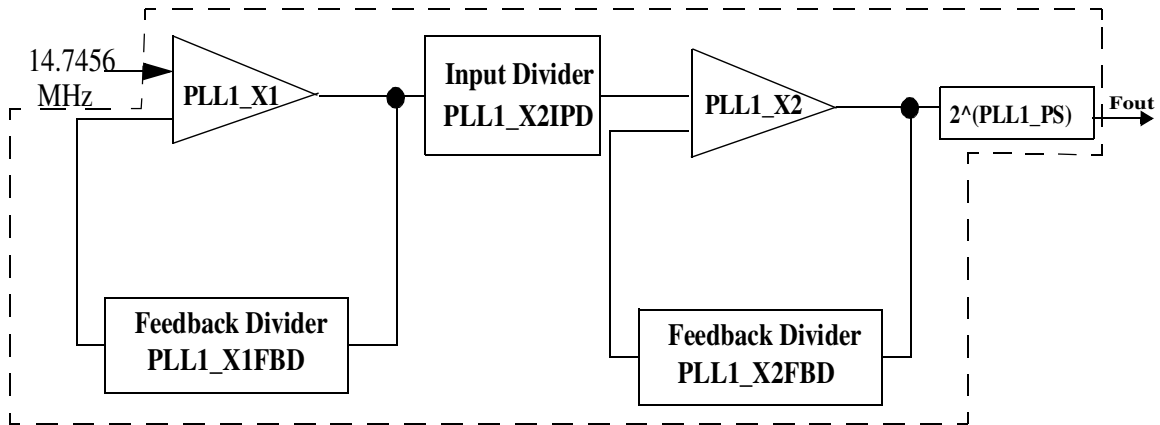 14.7456
MHz
PLL1_X1
Input Divider
PLL1_X2IPD
PLL1_X2
2^(PLL1_PS)
Fout
Feedback Divider
PLL1_X1FBD
Feedback Divider
PLL1_X2FBD